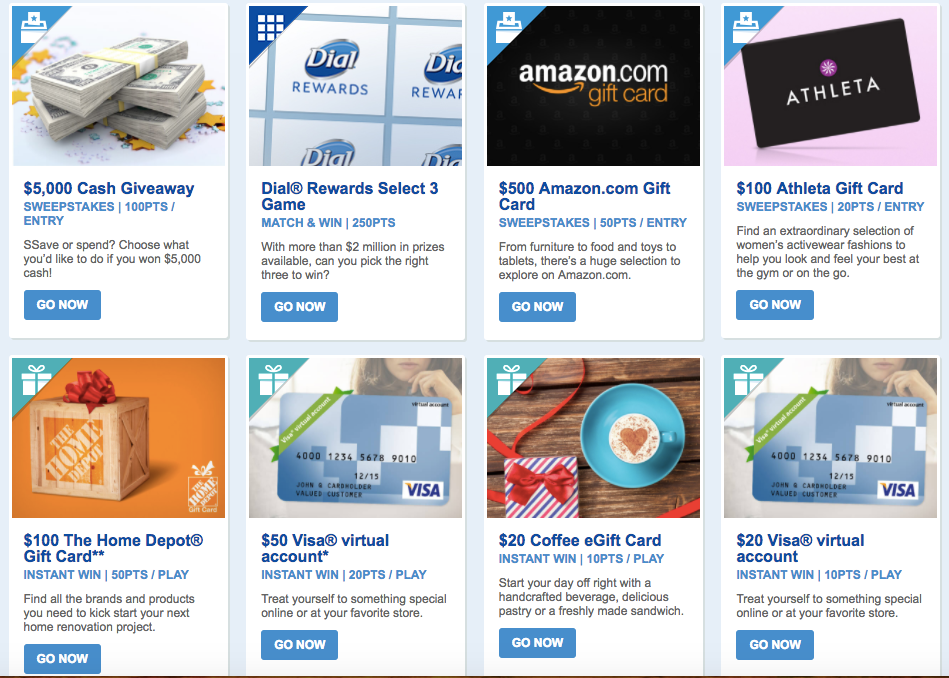 Dial
REWARDS
Dial
REWAR
Dial
Dial
amazon.com
gift card
ATHLETA
$5,000 Cash Giveaway
SWEEPSTAKES | 100PTS /
ENTRY
SSave or spend? Choose what
you'd like to do if you won $5,000
cash!
GO NOW
Dial® Rewards Select 3
Game
MATCH & WIN | 250PTS
With more than $2 million in prizes
available, can you pick the right
three to win?
GO NOW
$500 Amazon.com Gift
Card
SWEEPSTAKES | 50PTS / ENTRY
From furniture to food and toys to
tablets, there's a huge selection to
explore on Amazon.com.
GO NOW
$100 Athleta Gift Card
SWEEPSTAKES | 20PTS / ENTRY
Find an extraordinary selection of
women's activewear fashions to
help you look and feel your best at
the gym or on the go.
GO NOW
THE
HOME
DEPOT
THE
HOME
DEPOT
Gift Card
Virtual account
Visa® virtual account
4000 1234 5678 9010
12/15
JOHN Q CARDHOLDER
VALUED CUSTOMER
VISA
Virtual account
Visa® virtual account
4000 1234 5678 9010
12/15
JOHN Q CARDHOLDER
VALUED CUSTOMER
VISA
$100 The Home Depot®
Gift Card**
INSTANT WIN | 50PTS / PLAY
Find all the brands and products
you need to kick start your next
home renovation project.
GO NOW
$50 Visa® virtual
account*
INSTANT WIN | 20PTS / PLAY
Treat yourself to something special
online or at your favorite store.
GO NOW
$20 Coffee eGift Card
INSTANT WIN | 10PTS / PLAY
Start your day off right with a
handcrafted beverage, delicious
pastry or a freshly made sandwich.
GO NOW
$20 Visa® virtual
account
INSTANT WIN | 10PTS / PLAY
Treat yourself to something special
online or at your favorite store.
GO NOW